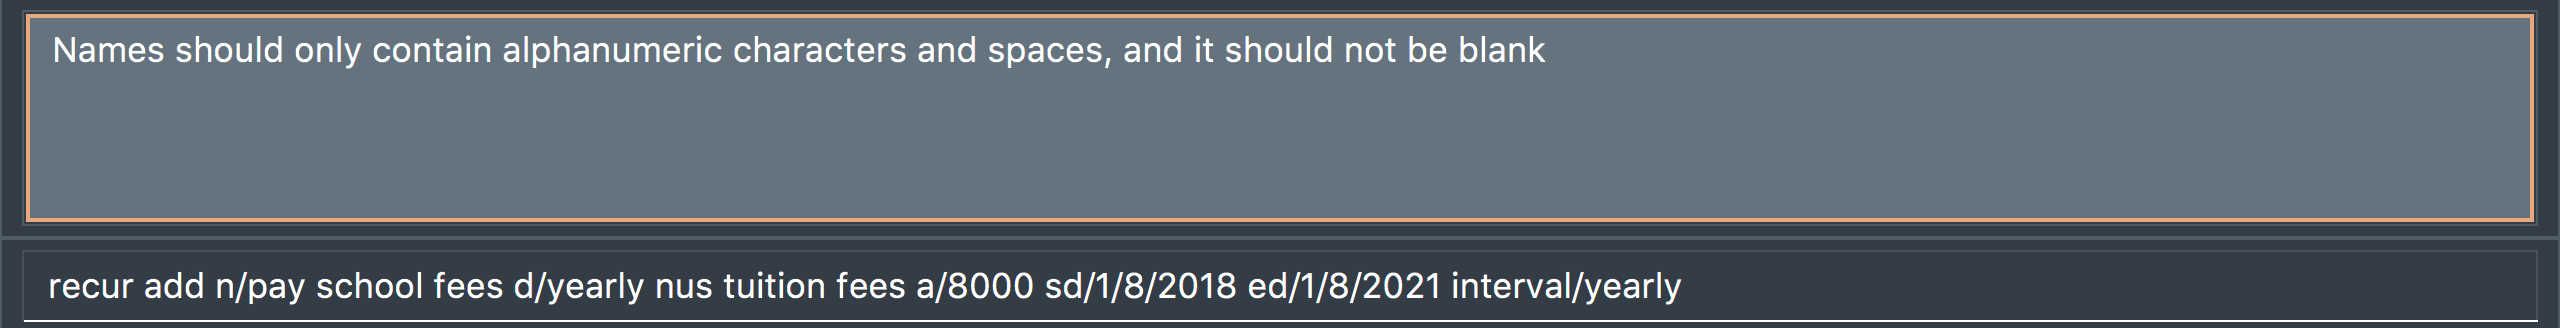 Names should only contain alphanumeric characters and spaces, and it should not be blank
recur add n/pay school fees d/yearly nus tuition fees a/8000 sd/1/8/2018 ed/1/8/2021 interval/yearly